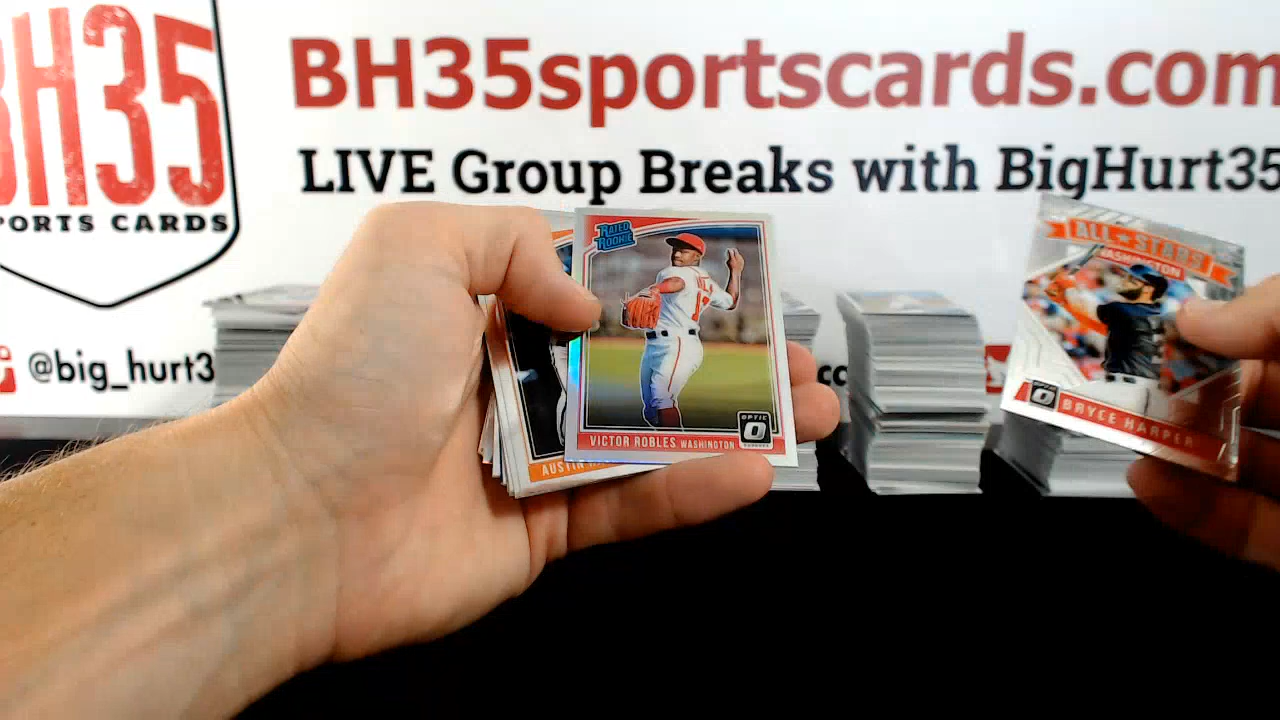 BH35
PORTS CARDS
BH35sportscards.com
LIVE Group Breaks with BigHurt35
@big_hurt3
cc
RATED
ROOKIE
VICTOR ROBLES WASHINGTON
OPTIC
AUSTIN
ALL ★ STARS
WASHINGTON
BRYCE HARPER